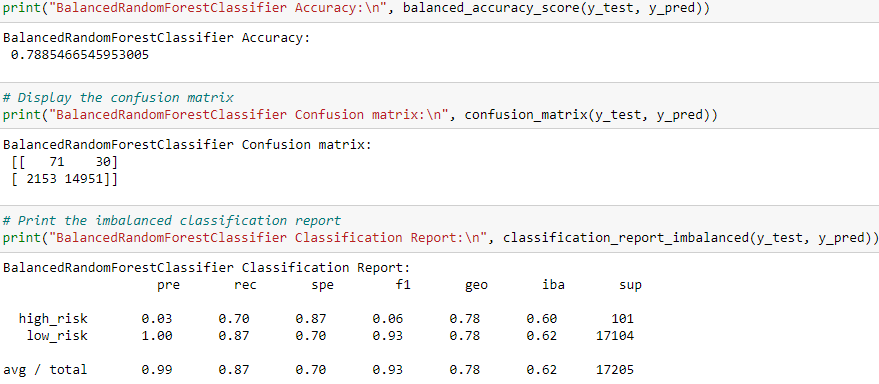 print("BalancedRandomForestClassifier Accuracy:\n", balanced_accuracy_score(y_test, y_pred))
BalancedRandomForestClassifier Accuracy:
 0.7885466545953005
# Display the confusion matrix
print("BalancedRandomForestClassifier Confusion matrix:\n", confusion_matrix(y_test, y_pred))
BalancedRandomForestClassifier Confusion matrix:
 [[   71    30]
 [ 2153 14951]]
# Print the imbalanced classification report
print("BalancedRandomForestClassifier Classification Report:\n", classification_report_imbalanced(y_test, y_pred))
BalancedRandomForestClassifier Classification Report:
                   pre       rec       spe        f1       geo       iba       sup
  high_risk       0.03      0.70      0.87      0.06      0.78      0.60       101
   low_risk       1.00      0.87      0.70      0.93      0.78      0.62     17104
avg / total       0.99      0.87      0.70      0.93      0.78      0.62     17205